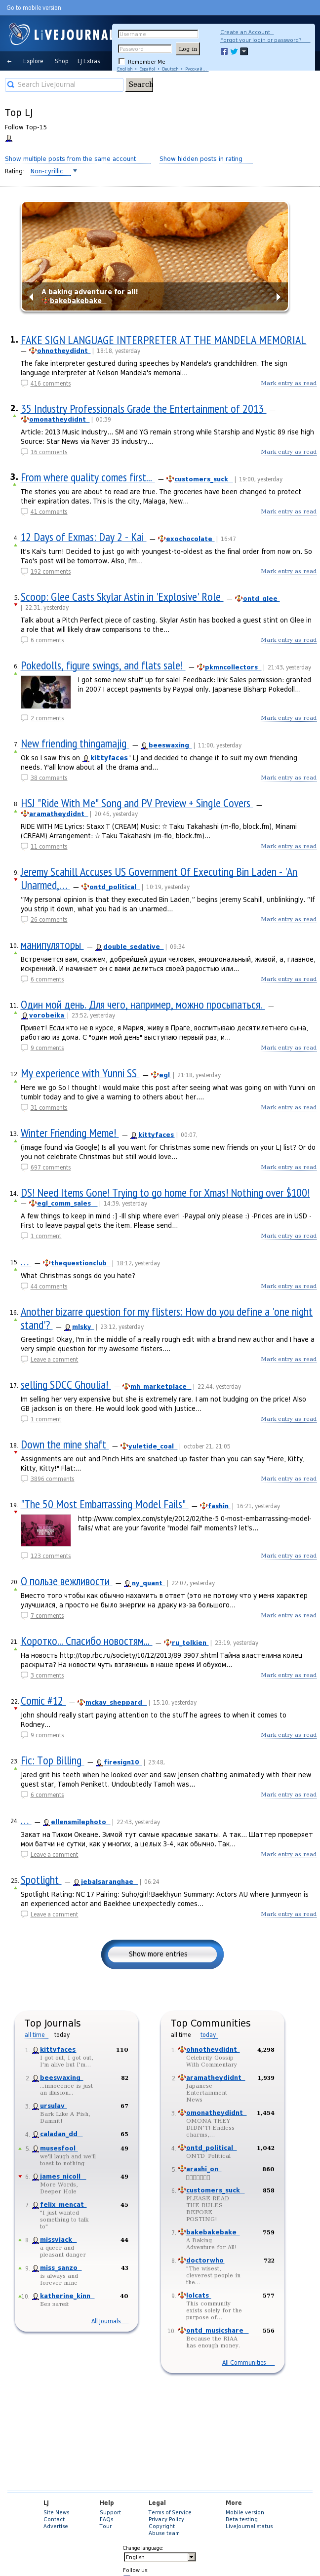 Go to mobile version
LIVEJOURNAL
Username
Password
Log in
Remember Me
English • Español • Deutsch • Русский…
Create an Account
Forgot your login or password?
← Explore Shop LJ Extras
Search LiveJournal
Search
Top LJ
Follow Top-15
Show multiple posts from the same account Show hidden posts in rating
Rating: Non-cyrillic
A baking adventure for all!
bakebakebake
1. FAKE SIGN LANGUAGE INTERPRETER AT THE MANDELA MEMORIAL
— ohnotheydidnt | 18:18, yesterday
The fake interpreter gestured during speeches by Mandela's grandchildren. The sign
language interpreter at Nelson Mandela's memorial...
416 comments Mark entry as read
2. 35 Industry Professionals Grade the Entertainment of 2013 —
omonatheydidnt | 00:39
Article: 2013 Music Industry... SM and YG remain strong while Starship and Mystic 89 rise high
Source: Star News via Naver 35 industry...
16 comments Mark entry as read
3. From where quality comes first... — customers_suck | 19:00, yesterday
The stories you are about to read are true. The groceries have been changed to protect
their expiration dates. This is the city, Malaga, New...
41 comments Mark entry as read
4. 12 Days of Exmas: Day 2 - Kai — exochocolate | 16:47
It's Kai's turn! Decided to just go with youngest-to-oldest as the final order from now on. So
Tao's post will be tomorrow. Also, I'm...
192 comments Mark entry as read
5. Scoop: Glee Casts Skylar Astin in 'Explosive' Role — ontd_glee
| 22:31, yesterday
Talk about a Pitch Perfect piece of casting. Skylar Astin has booked a guest stint on Glee in
a role that will likely draw comparisons to the...
6 comments Mark entry as read
6. Pokedolls, figure swings, and flats sale! — pkmncollectors | 21:43, yesterday
I got some new stuff up for sale! Feedback: link Sales permission: granted
in 2007 I accept payments by Paypal only. Japanese Bisharp Pokedoll...
2 comments Mark entry as read
7. New friending thingamajig — beeswaxing | 11:00, yesterday
Ok so I saw this on kittyfaces' LJ and decided to change it to suit my own friending
needs. Y'all know about all the drama and...
38 comments Mark entry as read
8. HSJ "Ride With Me" Song and PV Preview + Single Covers —
aramatheydidnt | 20:46, yesterday
RIDE WITH ME Lyrics: Staxx T (CREAM) Music: ☆ Taku Takahashi (m-flo, block.fm), Minami
(CREAM) Arrangement: ☆ Taku Takahashi (m-flo, block.fm)...
11 comments Mark entry as read
9. Jeremy Scahill Accuses US Government Of Executing Bin Laden - 'An
Unarmed,... — ontd_political | 10:19, yesterday
"My personal belief is that they executed Bin Laden," begins Jeremy Scahill, unblinkingly. "If
you strip it down, what you had was an unarmed...
26 comments Mark entry as read
10. манипуляторы — double_sedative | 09:34
Встречается вам, скажем, добрейшей души человек, эмоциональный, живой, а, главное,
искренний. И начинает он с вами делиться своей радостью или...
6 comments Mark entry as read
11. Один мой день. Для чего, например, можно просыпаться. —
vorobeika | 23:52, yesterday
Привет! Если кто не в курсе, я Мария, живу в Праге, воспитываю десятилетнего сына,
работаю из дома. С "один мой день" выступаю первый раз, и...
9 comments Mark entry as read
12. My experience with Yunni SS — egl | 21:18, yesterday
Here we go So I thought I would make this post after seeing what was going on with Yunni on
tumblr today and to give a warning to others about her....
31 comments Mark entry as read
13. Winter Friending Meme! — kittyfaces | 00:07,
(image found via Google) Is all you want for Christmas some new friends on your LJ list? Or do
you not celebrate Christmas but still would love...
697 comments Mark entry as read
14. DS! Need Items Gone! Trying to go home for Xmas! Nothing over $100!
— egl_comm_sales | 14:39, yesterday
A few things to keep in mind :) -Ill ship where ever! -Paypal only please :) -Prices are in USD -
First to leave paypal gets the item. Please send...
1 comment Mark entry as read
15. ... — thequestionclub | 18:12, yesterday
What Christmas songs do you hate?
44 comments Mark entry as read
16. Another bizarre question for my flisters: How do you define a 'one night
stand'? — mlsky | 23:12, yesterday
Greetings! Okay, I'm in the middle of a really rough edit with a brand new author and I have a
very simple question for my awesome flisters....
Leave a comment Mark entry as read
17. selling SDCC Ghoulia! — mh_marketplace | 22:44, yesterday
Im selling her very expensive but she's extremely rare. I am not budging on the price! Also
GB jackson is on there. He would look good with Justice...
1 comment Mark entry as read
18. Down the mine shaft — yuletide_coal | october 21, 21:05
Assignments are out and Pinch Hits are snatched up faster than you can say "Here, Kitty,
Kitty, Kitty!" Flat:...
3896 comments Mark entry as read
19. "The 50 Most Embarrassing Model Fails" — fashin | 16:21, yesterday
http://www.complex.com/style/2012/02/the-5 0-most-embarrassing-model-
fails/ what are your favorite "model fail" moments? let's...
123 comments Mark entry as read
20. О пользе вежливости — ny_quant | 22:07, yesterday
Вместо того чтобы как обычно нахамить в ответ (это не потому что у меня характер
улучшился, а просто не было энергии на драку из-за большого...
7 comments Mark entry as read
21. Коротко... Спасибо новостям... — ru_tolkien | 23:19, yesterday
На новость http://top.rbc.ru/society/10/12/2013/89 3907.shtml Тайна властелина колец
раскрыта? На новости чуть взглянешь в наше время И обухом...
3 comments Mark entry as read
22. Comic #12 — mckay_sheppard | 15:10, yesterday
John should really start paying attention to the stuff he agrees to when it comes to
Rodney...
9 comments Mark entry as read
23. Fic: Top Billing — firesign10 | 23:48,
Jared grit his teeth when he looked over and saw Jensen chatting animatedly with their new
guest star, Tamoh Penikett. Undoubtedly Tamoh was...
6 comments Mark entry as read
24. ... — ellensmilephoto | 22:43, yesterday
Закат на Тихом Океане. Зимой тут самые красивые закаты. А так... Шаттер проверяет
мои батчи не сутки, как у многих, а целых 3-4, как обычно. Так...
Leave a comment Mark entry as read
25. Spotlight — jebalsaranghae | 06:24
Spotlight Rating: NC 17 Pairing: Suho/girl!Baekhyun Summary: Actors AU where Junmyeon is
an experienced actor and Baekhee unexpectedly comes...
Leave a comment Mark entry as read
Show more entries
Top Journals
all time today
1. kittyfaces 110
I got out, I got out,
I'm alive but I'm...
2. beeswaxing 82
...innocence is just
an illusion...
3. ursulav 67
Bark Like A Fish,
Damnit!
4. caladan_dd 65
5. musesfool 49
we'll laugh and we'll
toast to nothing
6. james_nicoll 49
More Words,
Deeper Hole
7. felix_mencat 45
"I just wanted
something to talk
to"
8. missyjack 44
a queer and
pleasant danger
9. miss_sanzo 43
is always and
forever mine
10. katherine_kinn 40
Без затей
All Journals
Top Communities
all time today
1. ohnotheydidnt 4,298
Celebrity Gossip
With Commentary
2. aramatheydidnt 1,939
Japanese
Entertainment
News
3. omonatheydidnt 1,454
OMONA THEY
DIDN'T! Endless
charms,...
4. ontd_political 1,042
ONTD_Political
5. arashi_on 860
6. customers_suck 858
PLEASE READ
THE RULES
BEFORE
POSTING!
7. bakebakebake 759
A Baking
Adventure for All!
8. doctorwho 722
"The wisest,
cleverest people in
the...
9. lolcats 577
This community
exists solely for the
purpose of...
10. ontd_musicshare 556
Because the RIAA
has enough money.
All Communities
LJ Help Legal More
Site News Support Terms of Service Mobile version
Contact FAQs Privacy Policy Beta testing
Advertise Tour Copyright LiveJournal status
Abuse team
Change language:
English
Follow us: